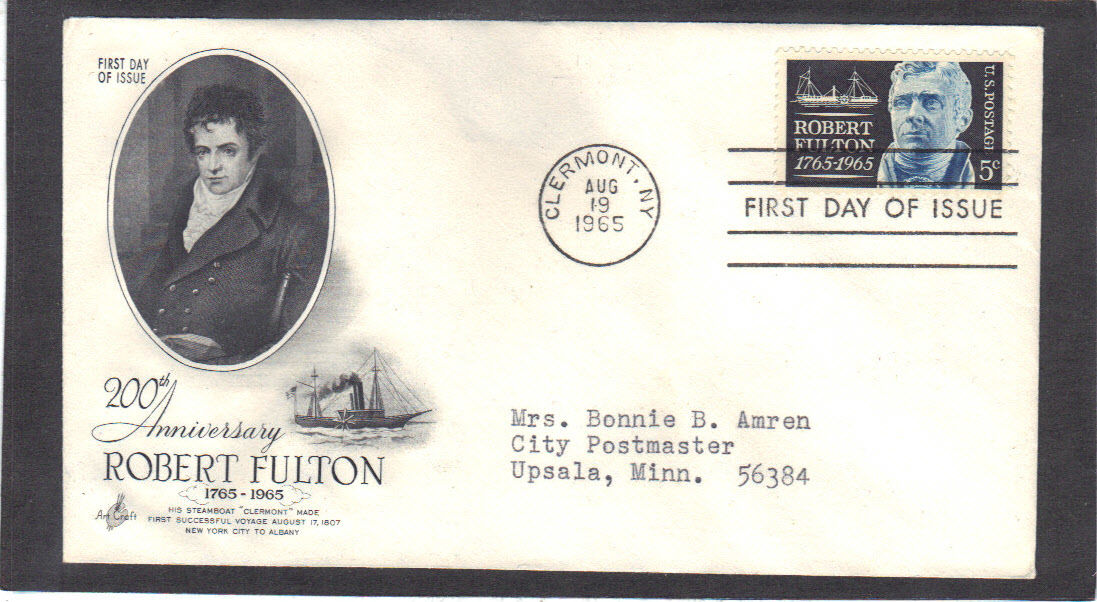 FIRST DAY
OF ISSUE
200th
Anniversary
ROBERT FULTON
1765-1965
HIS STEAMBOAT "CLERMONT" MADE
FIRST SUCCESSFUL VOYAGE AUGUST 17, 1807
NEW YORK CITY TO ALBANY
Art Craft
CLERMONT, NY
AUG
19
1965
ROBERT
FULTON
1765-1965
U.S. POSTAGE
5c
FIRST DAY OF ISSUE
Mrs. Bonnie B. Amren
City Postmaster
Upsala, Minn. 56384